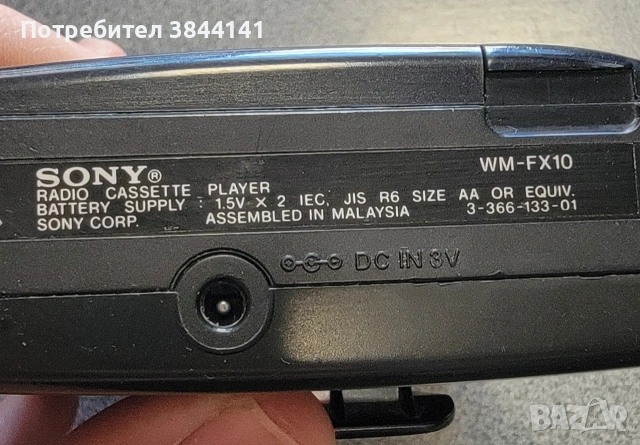 Потребител 3844141
WM-FX10
SONY®
RADIO CASSETTE PLAYER
BATTERY SUPPLY : 1.5V X 2 IEC, JIS R6 SIZE AA OR EQUIV.
SONY CORP. ASSEMBLED IN MALAYSIA 3-366-133-01
DC IN 3V
BAZAR